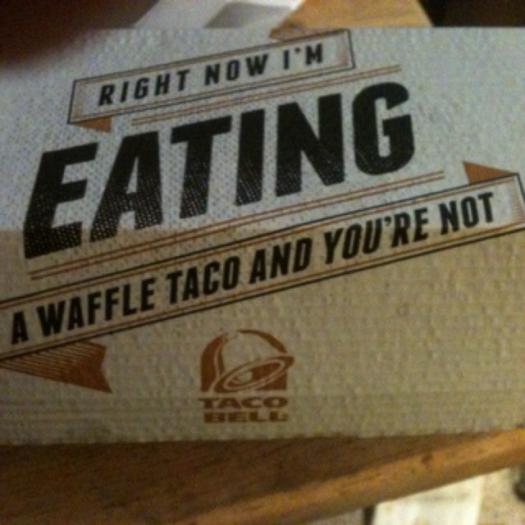 RIGHT NOW I'M
EATING
A WAFFLE TACO AND YOU'RE NOT
TACO
BELL